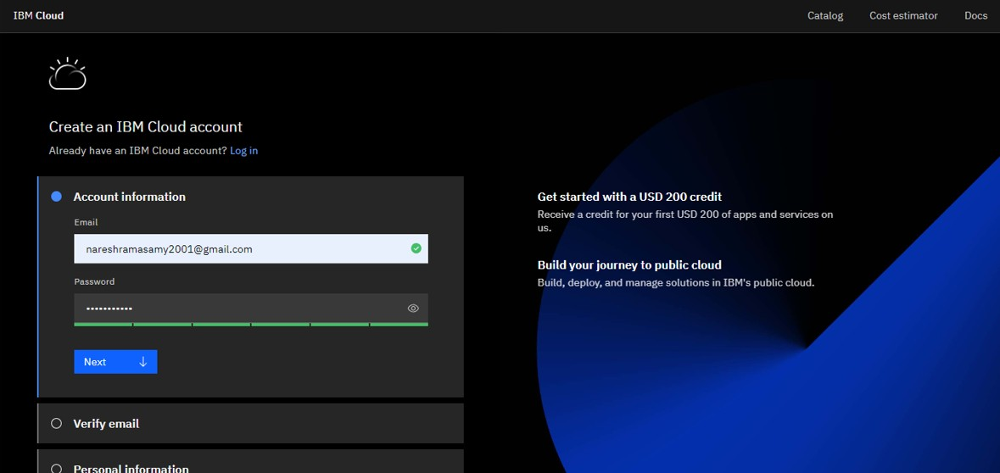 IBM Cloud
Catalog
Cost estimator
Docs
Create an IBM Cloud account
Already have an IBM Cloud account? Log in
Account information
Email
nareshramasamy2001@gmail.com
Password
•••••••••••
Next
Verify email
Personal information
Get started with a USD 200 credit
Receive a credit for your first USD 200 of apps and services on
us.
Build your journey to public cloud
Build, deploy, and manage solutions in IBM's public cloud.